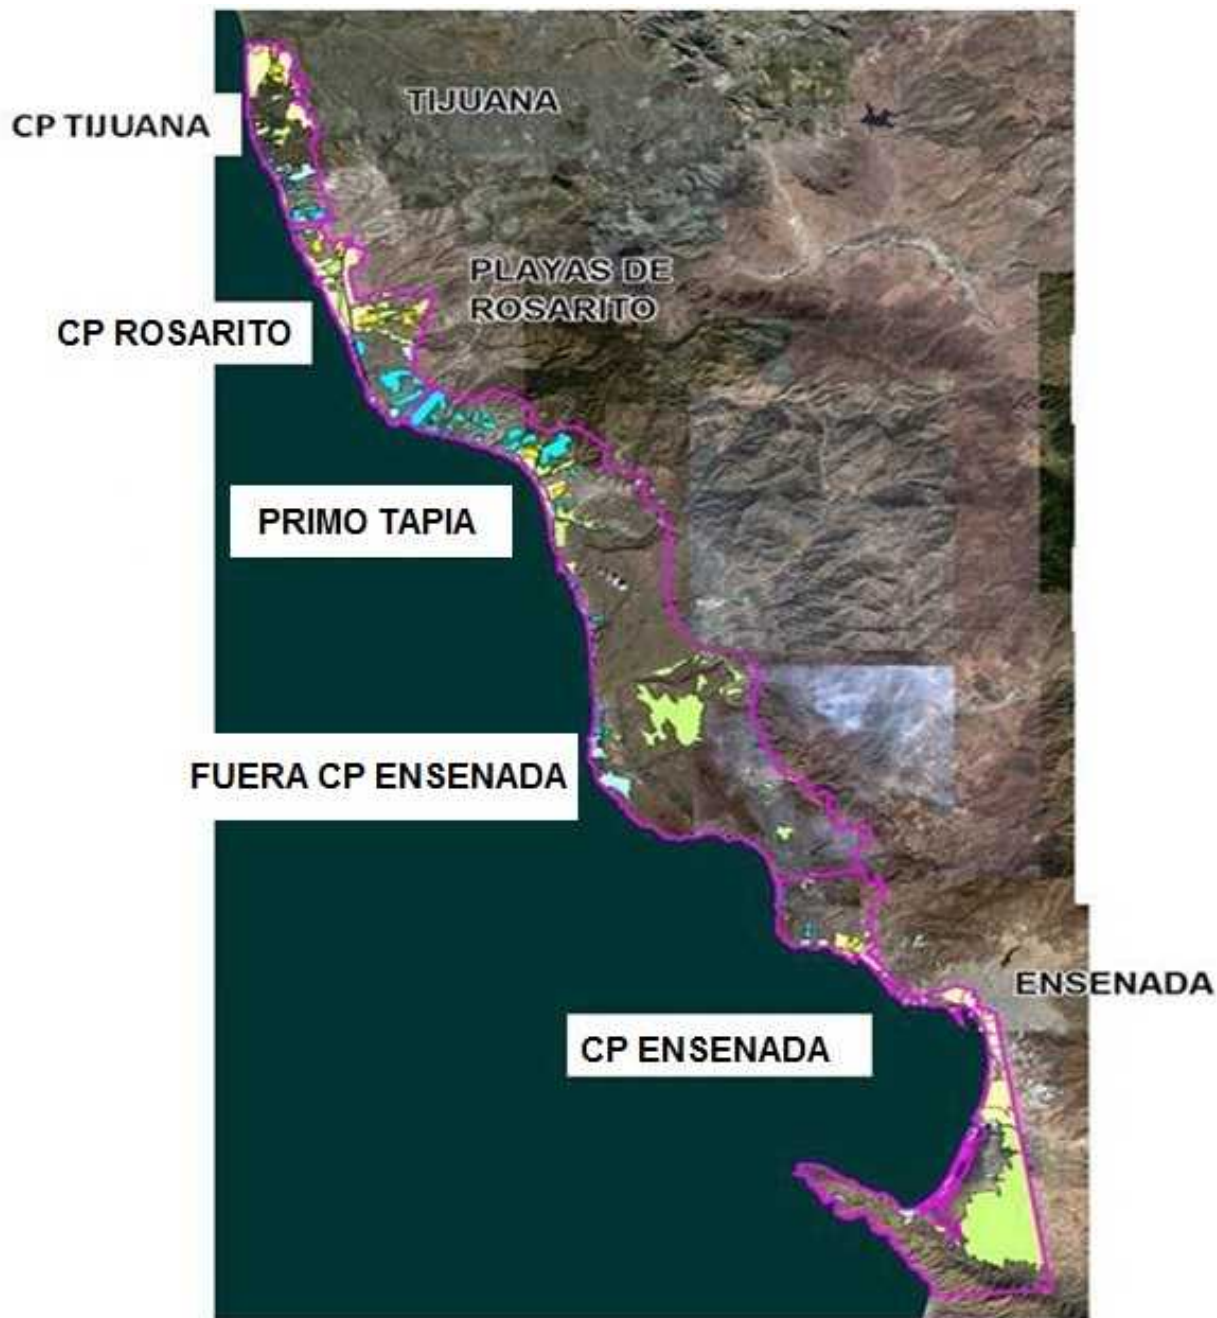 TIJUANA
CP TIJUANA
PLAYAS DE
ROSARITO
CP ROSARITO
PRIMO TAPIA
FUERA CP ENSENADA
ENSENADA
CP ENSENADA